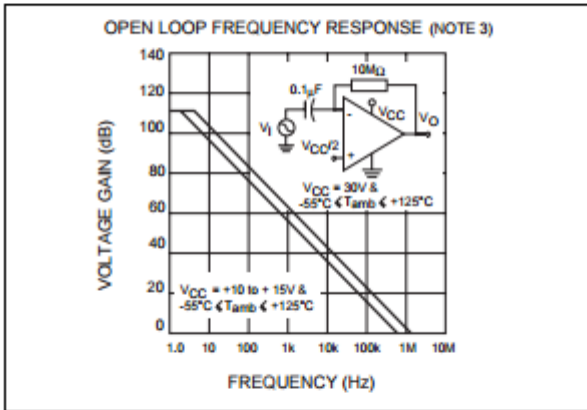 OPEN LOOP FREQUENCY RESPONSE (NOTE 3)
VOLTAGE GAIN (dB)
140
120
100
80
60
40
20
0
10MΩ
0.1µF
VI
VCC
VO
VCC/2
-
+
VCC = 30V &
-55°C ≤ Tamb ≤ +125°C
VCC = +10 to + 15V &
-55°C ≤ Tamb ≤ +125°C
1.0 10 100 1k 10k 100k 1M 10M
FREQUENCY (Hz)